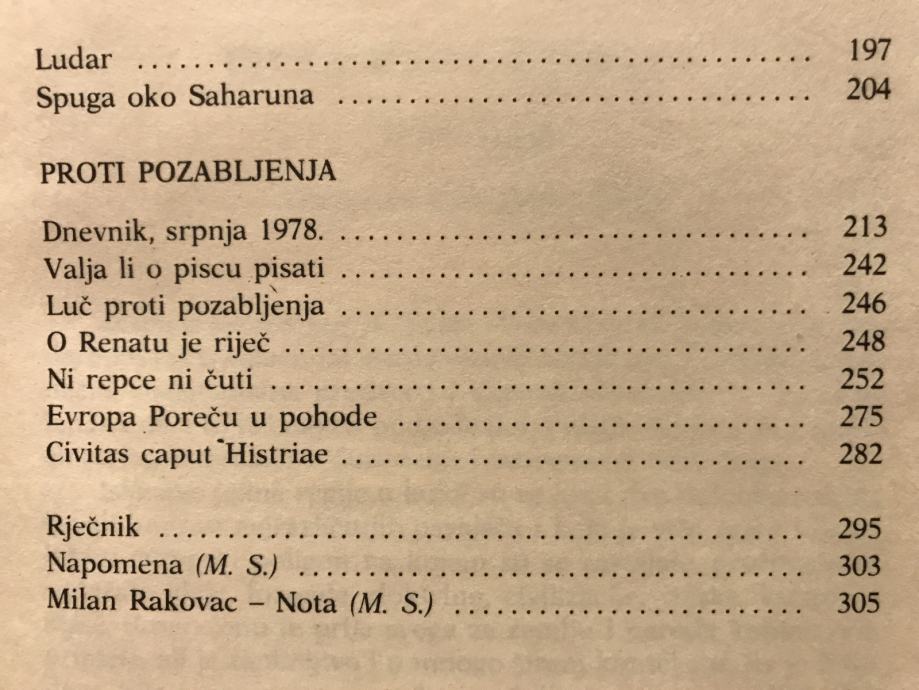 Ludar ........................................................ 197
Spuga oko Saharuna ........................................ 204
PROTI POZABLJENJA
Dnevnik, srpnja 1978. ........................................ 213
Valja li o piscu pisati ........................................ 242
Luč proti pozabljenja ........................................ 246
O Renatu je riječ ........................................ 248
Ni repce ni čuti ........................................ 252
Evropa Poreču u pohode ........................................ 275
Civitas caput Histriae ........................................ 282
Rječnik ........................................ 295
Napomena (M. S.) ........................................ 303
Milan Rakovac – Nota (M. S.) ........................................ 305